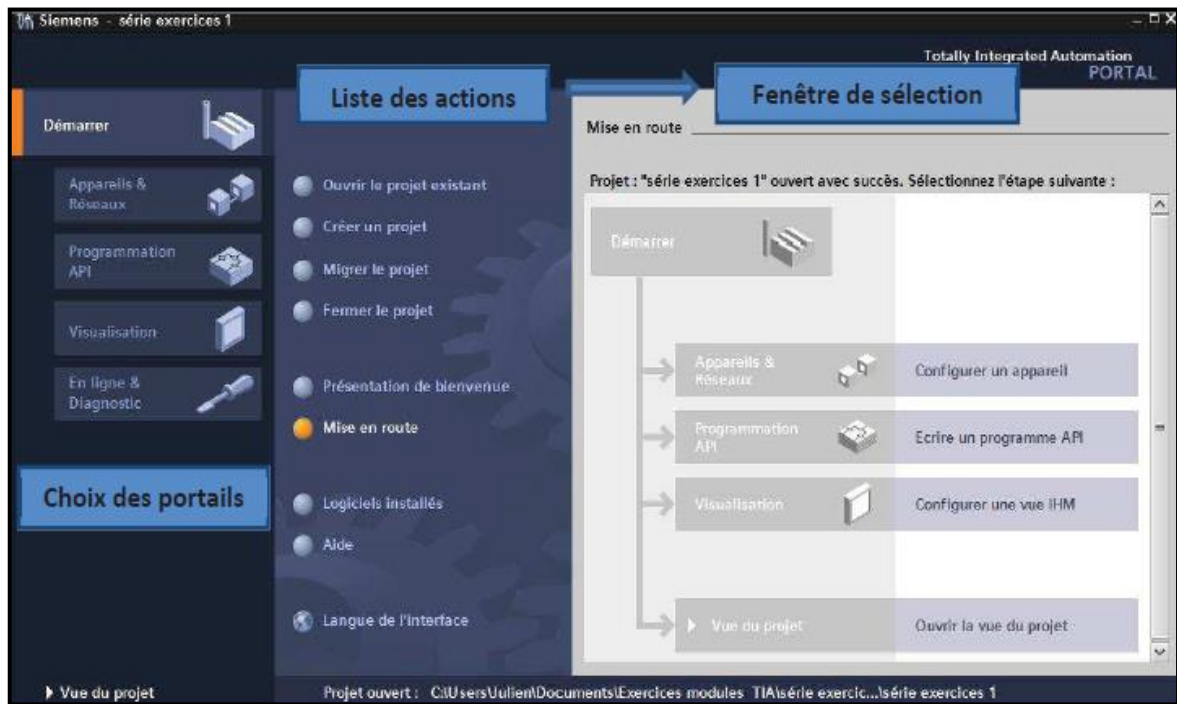 Siemens - série exercices 1
Totally Integrated Automation
PORTAL
Liste des actions
Fenêtre de sélection
Démarrer
Appareils &
Réseaux
Programmation
API
Visualisation
En ligne &
Diagnostic
Choix des portails
Vue du projet
Ouvrir le projet existant
Créer un projet
Migrer le projet
Fermer le projet
Présentation de bienvenue
Mise en route
Logiciels installés
Aide
Langue de l'interface
Mise en route
Projet : "série exercices 1" ouvert avec succès. Sélectionnez l'étape suivante :
Démarrer
Appareils &
Réseaux
Configurer un appareil
Programmation
API
Ecrire un programme API
Visualisation
Configurer une vue IHM
Vue du projet
Ouvrir la vue du projet
Projet ouvert : C:\Users\Julien\Documents\Exercices modules TIA\série exercic...\série exercices 1